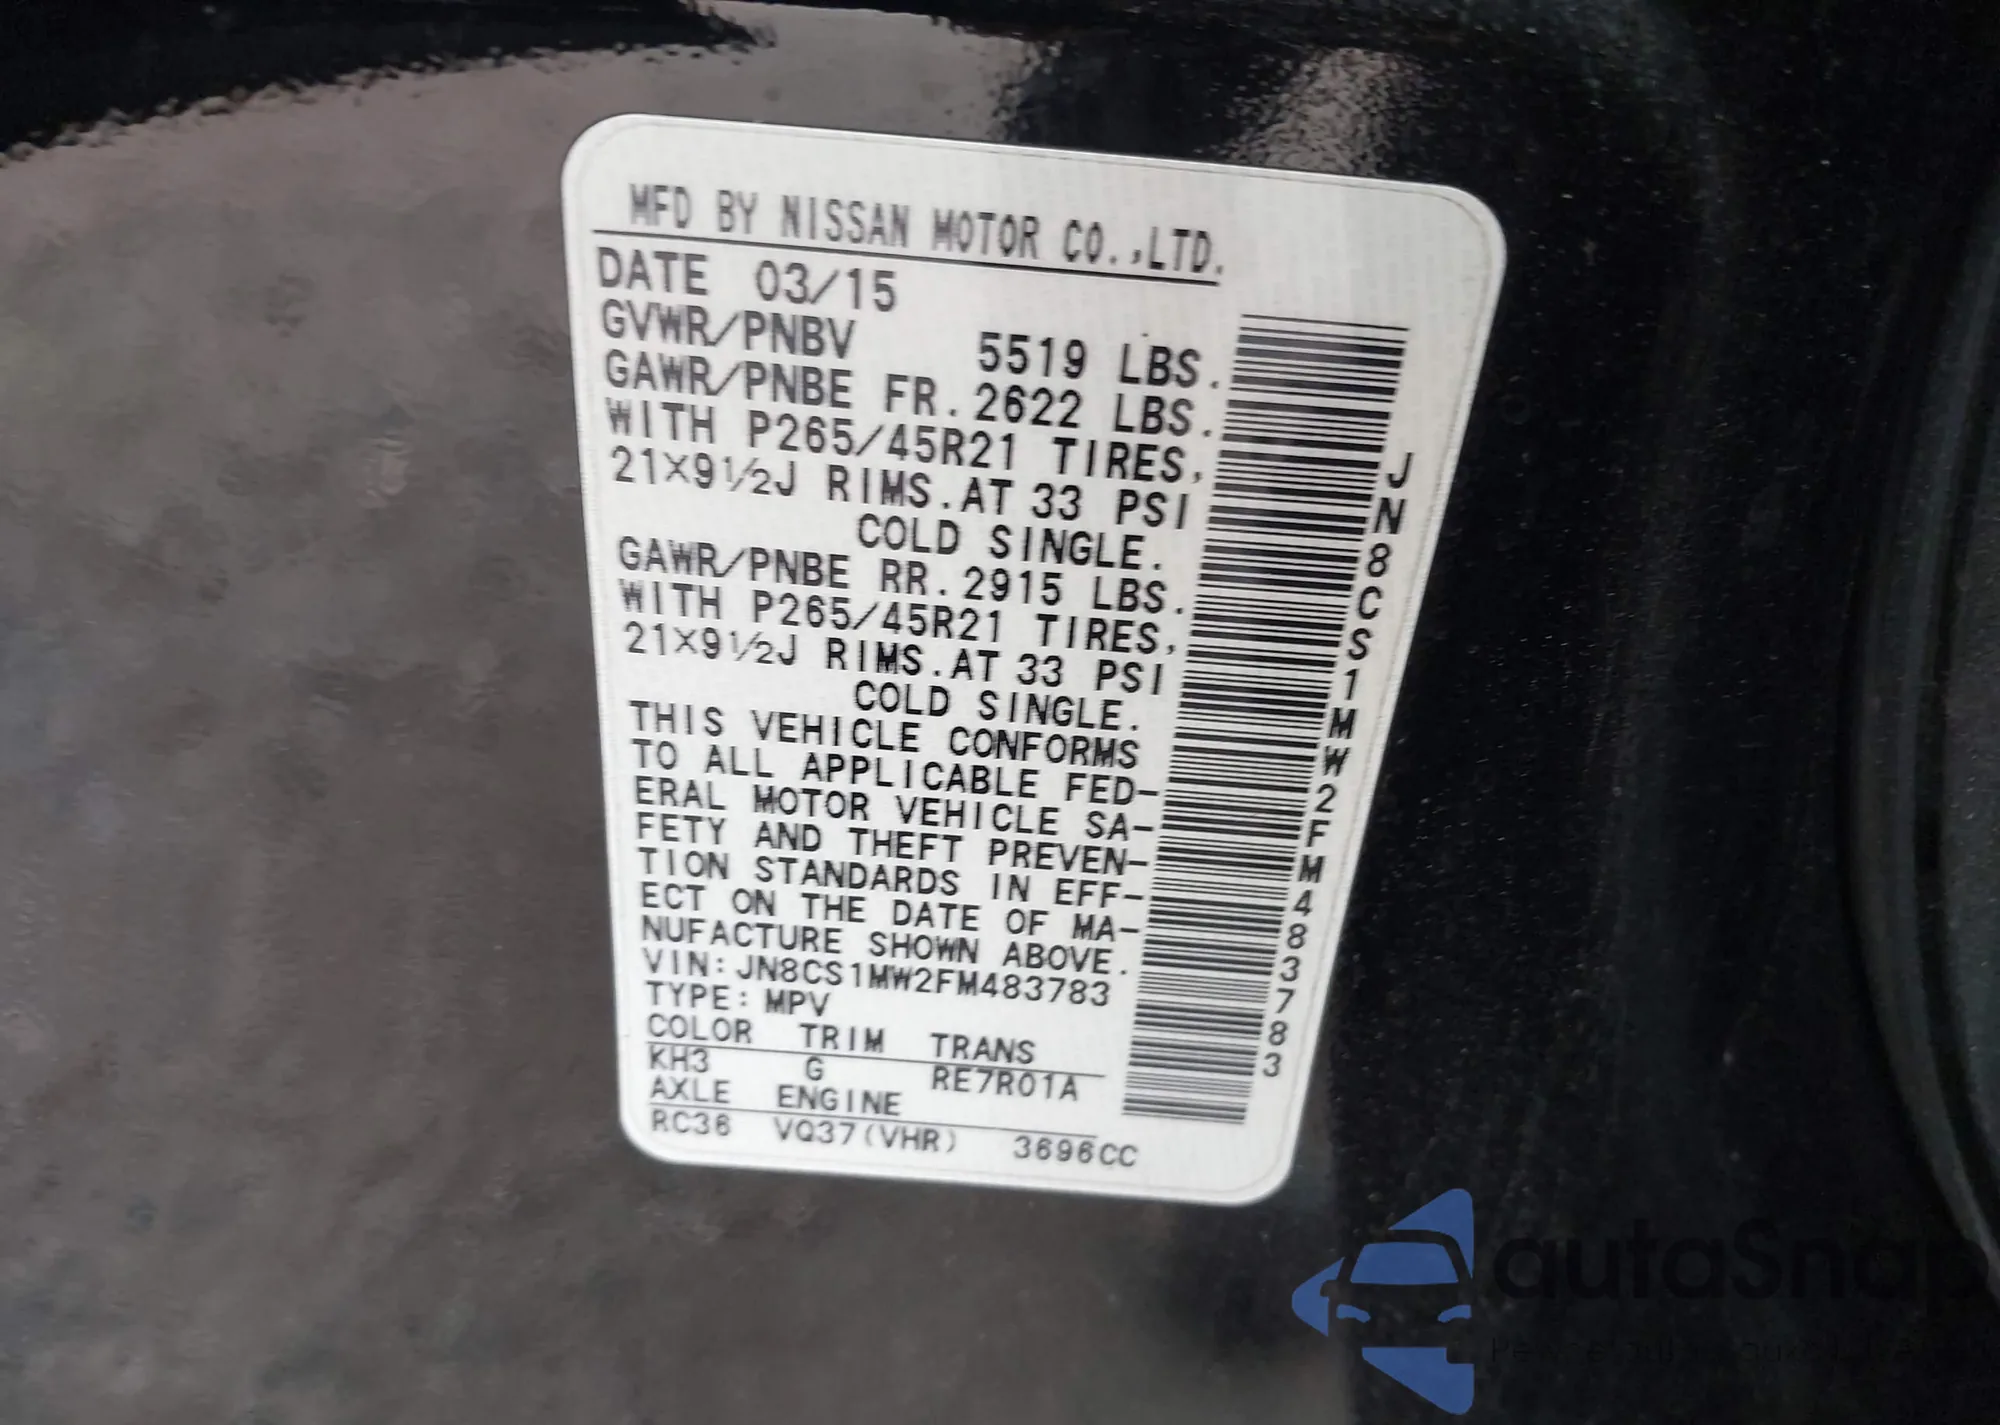 MFD BY NISSAN MOTOR CO.,LTD.
DATE 03/15
GVWR/PNBV 5519 LBS.
GAWR/PNBE FR.2622 LBS.
WITH P265/45R21 TIRES,
21×9½J RIMS.AT 33 PSI
COLD SINGLE.
GAWR/PNBE RR.2915 LBS.
WITH P265/45R21 TIRES,
21×9½J RIMS.AT 33 PSI
COLD SINGLE.
THIS VEHICLE CONFORMS
TO ALL APPLICABLE FED-
ERAL MOTOR VEHICLE SA-
FETY AND THEFT PREVEN-
TION STANDARDS IN EFF-
ECT ON THE DATE OF MA-
NUFACTURE SHOWN ABOVE.
VIN:JN8CS1MW2FM483783
TYPE:MPV
COLOR TRIM TRANS
KH3 G RE7R01A
AXLE ENGINE
RC36 VQ37(VHR) 3696CC
JN8CS1MW2FM483783
autaSnap